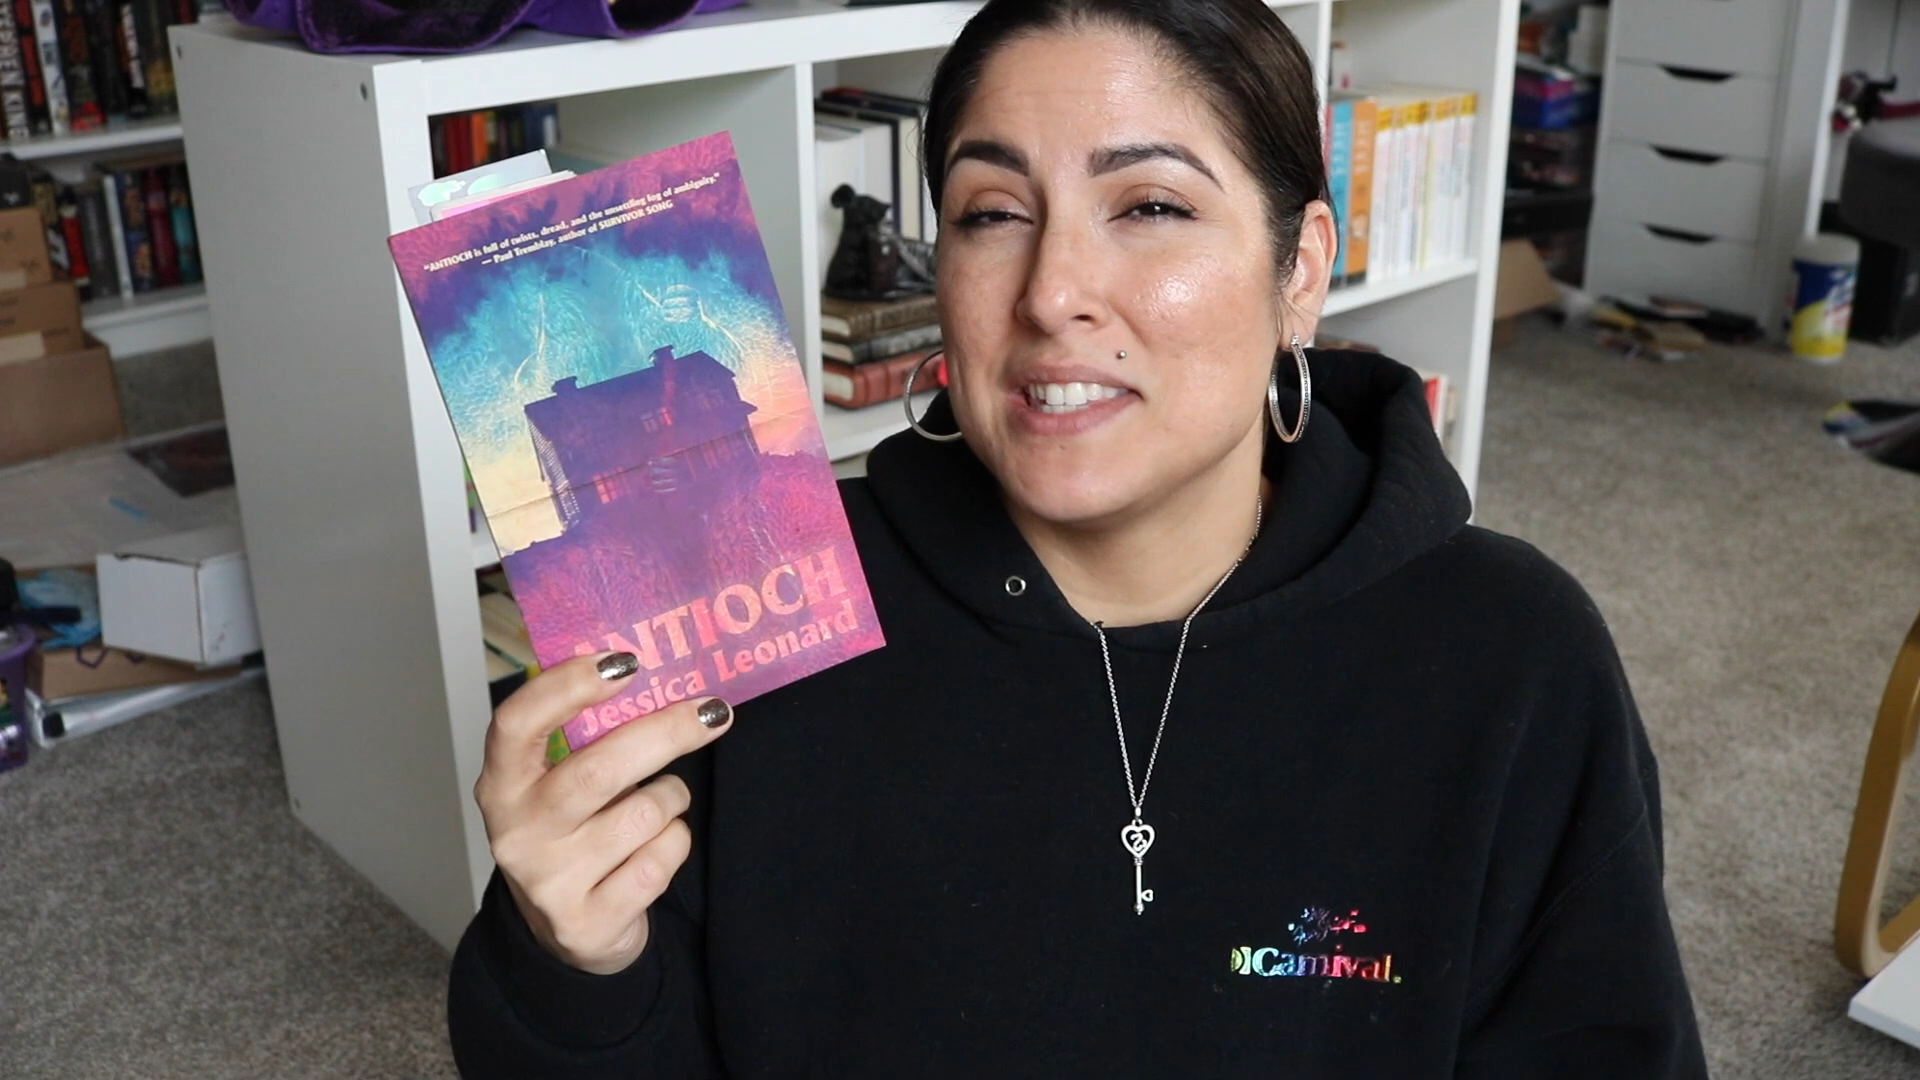 "ANTIOCH is full of twists, dread, and the unsettling fog of ambiguity."
— Paul Tremblay, author of SURVIVOR SONG
ANTIOCH
Jessica Leonard
Carnival.